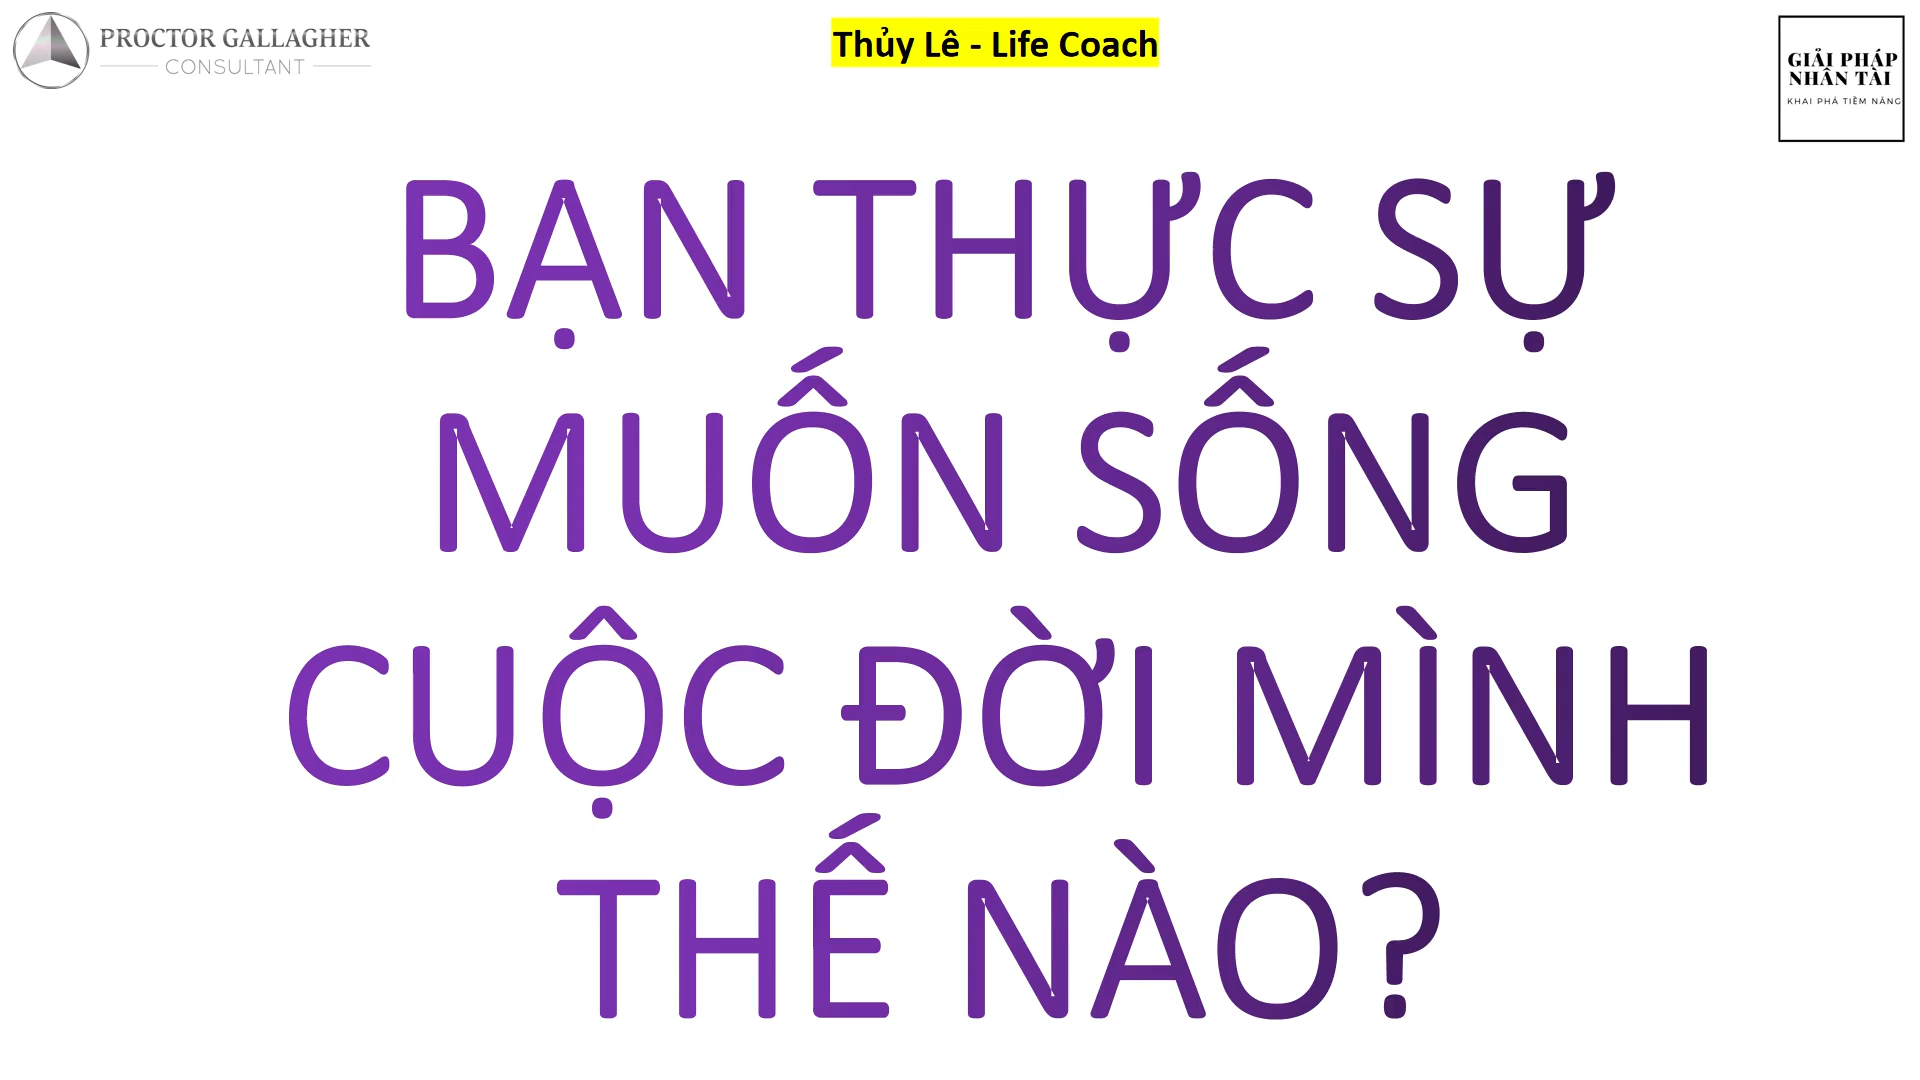 PROCTOR GALLAGHER
CONSULTANT
Thủy Lê - Life Coach
GIẢI PHÁP
NHÂN TÀI
KHAI PHÁ TIỀM NĂNG
BẠN THỰC SỰ
MUỐN SỐNG
CUỘC ĐỜI MÌNH
THẾ NÀO?